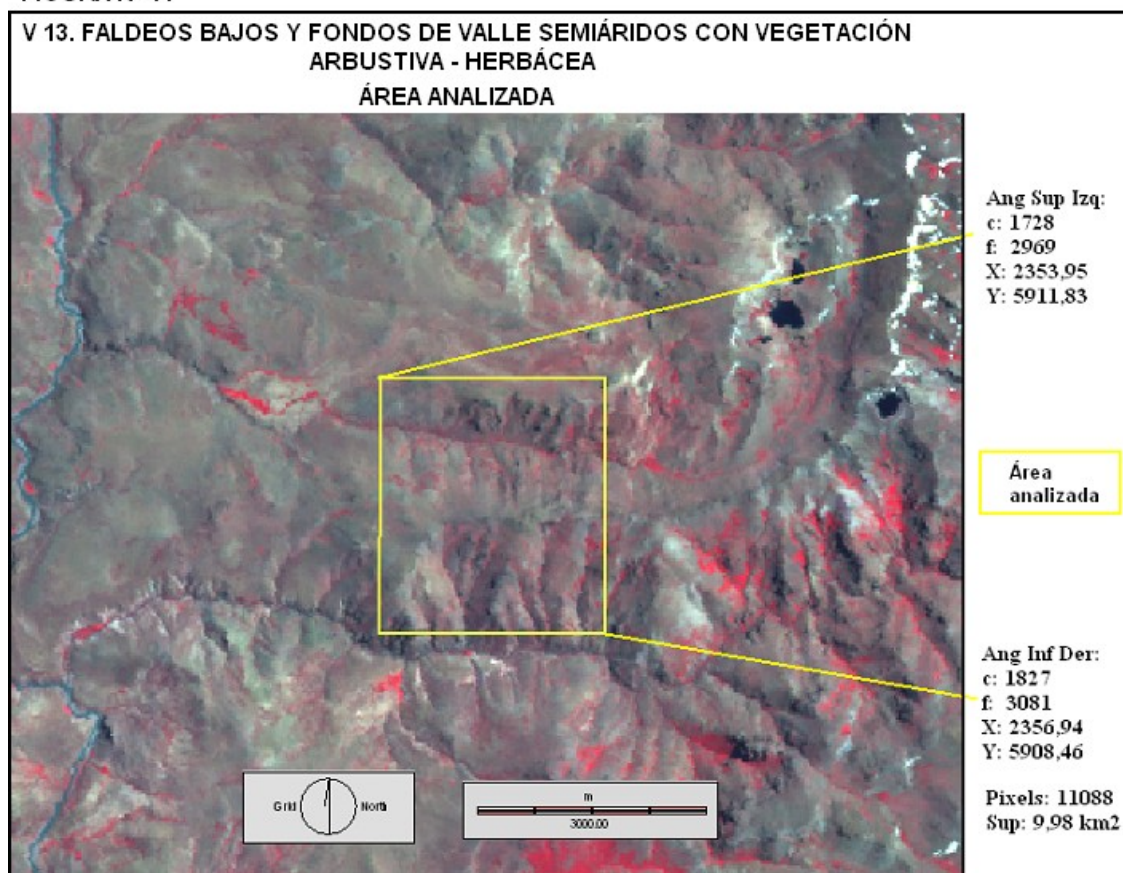 V 13. FALDEOS BAJOS Y FONDOS DE VALLE SEMIÁRIDOS CON VEGETACIÓN
ARBUSTIVA - HERBÁCEA
ÁREA ANALIZADA
Ang Sup Izq:
c: 1728
f: 2969
X: 2353,95
Y: 5911,83
Área
analizada
Ang Inf Der:
c: 1827
f: 3081
X: 2356,94
Y: 5908,46
Pixels: 11088
Sup: 9,98 km2
Grid North
m
3000.00